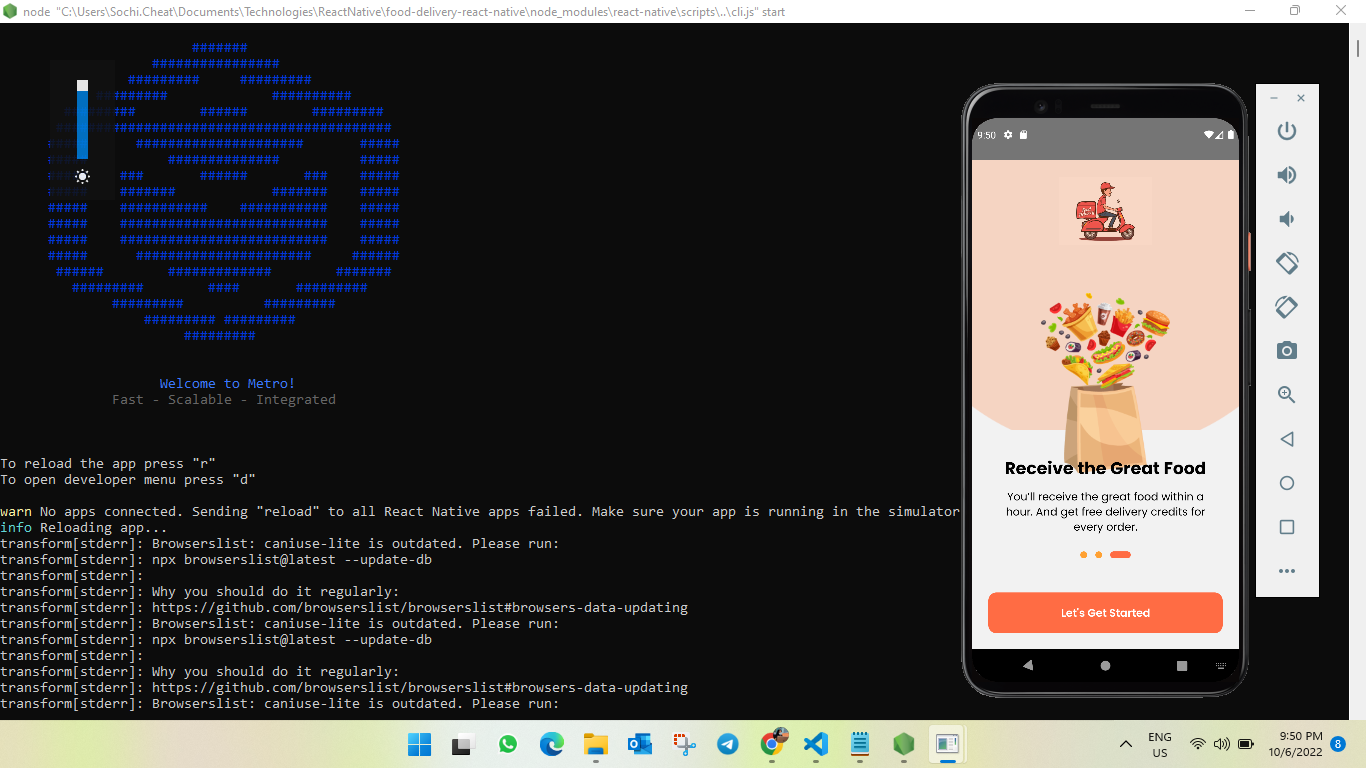 node "C:\Users\Sochi.Cheat\Documents\Technologies\ReactNative\food-delivery-react-native\node_modules\react-native\scripts\..\cli.js" start
Welcome to Metro!
Fast - Scalable - Integrated
To reload the app press "r"
To open developer menu press "d"
warn No apps connected. Sending "reload" to all React Native apps failed. Make sure your app is running in the simulator
info Reloading app...
transform[stderr]: Browserslist: caniuse-lite is outdated. Please run:
transform[stderr]: npx browserslist@latest --update-db
transform[stderr]:
transform[stderr]: Why you should do it regularly:
transform[stderr]: https://github.com/browserslist/browserslist#browsers-data-updating
transform[stderr]: Browserslist: caniuse-lite is outdated. Please run:
transform[stderr]: npx browserslist@latest --update-db
transform[stderr]:
transform[stderr]: Why you should do it regularly:
transform[stderr]: https://github.com/browserslist/browserslist#browsers-data-updating
transform[stderr]: Browserslist: caniuse-lite is outdated. Please run:
9:50
Receive the Great Food
You'll receive the great food within a
hour. And get free delivery credits for
every order.
Let's Get Started
ENG
US
9:50 PM
10/6/2022
8